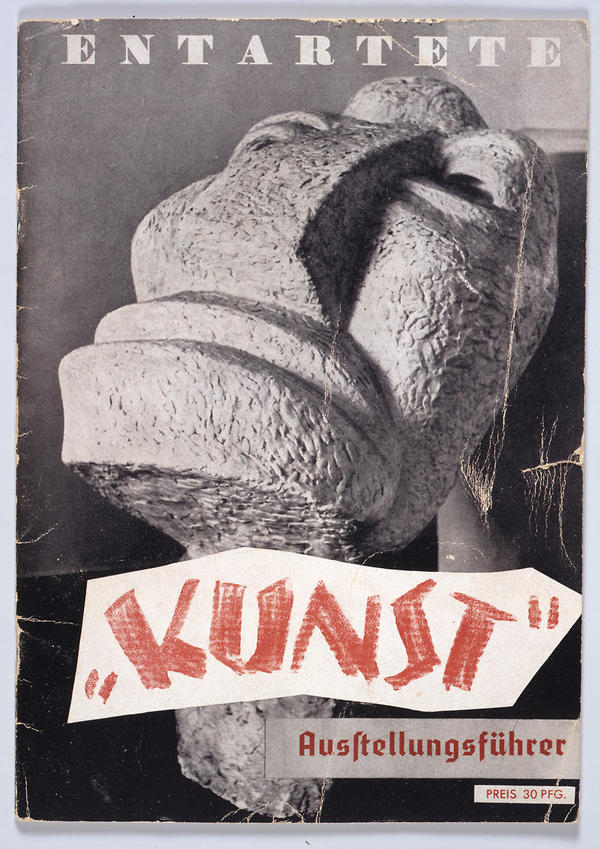 ENTARTETE
„KUNST"
Ausſtellungsführer
PREIS 30 PFG.